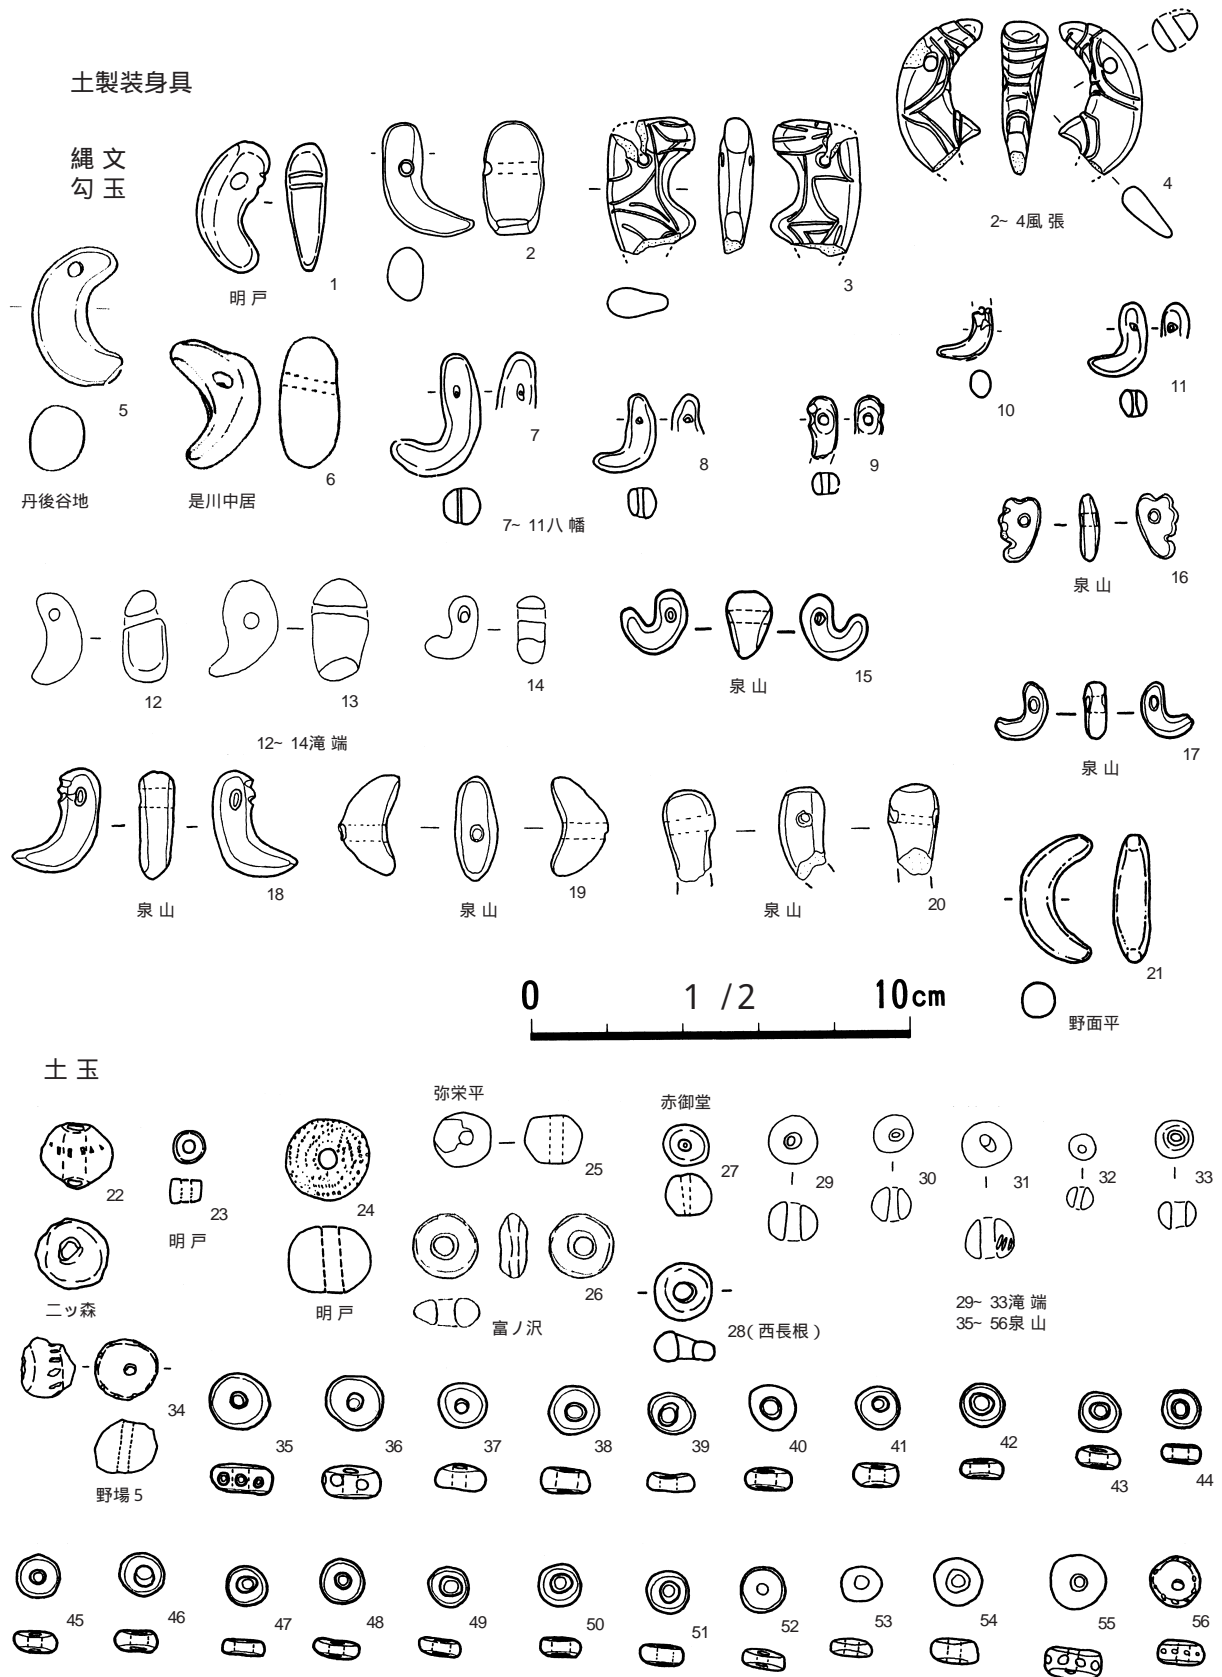 土製装身具
縄 文
勾 玉
1
明 戸
2
3
4
2~ 4風 張
5
丹後谷地
6
是川中居
7
8
9
10
11
7~ 11八 幡
12
13
14
12~ 14滝 端
15
泉 山
16
泉 山
17
泉 山
18
泉 山
19
泉 山
20
泉 山
21
野面平
0 1 /2 10cm
土 玉
22
二ッ森
23
明 戸
24
明 戸
弥栄平
25
26
富ノ沢
赤御堂
27
28( 西長根 )
29
30
31
32
33
29~ 33滝 端
35~ 56泉 山
34
野場 5
35
36
37
38
39
40
41
42
43
44
45
46
47
48
49
50
51
52
53
54
55
56